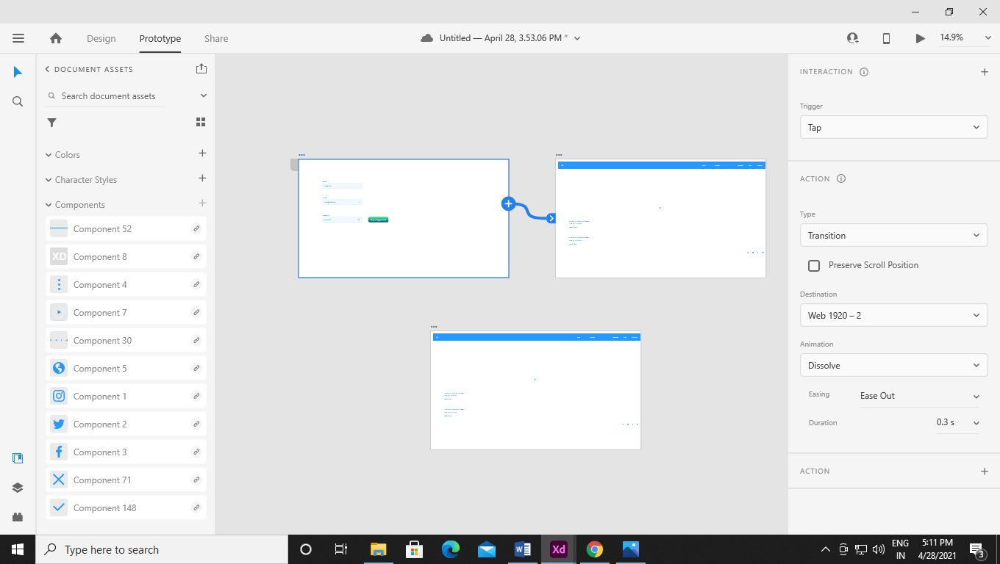 Design
Prototype
Share
Untitled — April 28, 3.53.06 PM *
14.9%
DOCUMENT ASSETS
Search document assets
Colors
Character Styles
Components
Component 52
XD
Component 8
Component 4
Component 7
Component 30
Component 5
Component 1
Component 2
Component 3
Component 71
Component 148
INTERACTION
Trigger
Tap
ACTION
Type
Transition
Preserve Scroll Position
Destination
Web 1920 – 2
Animation
Dissolve
Easing
Ease Out
Duration
0.3 s
ACTION
Type here to search
Xd
ENG
IN
5:11 PM
4/28/2021
3